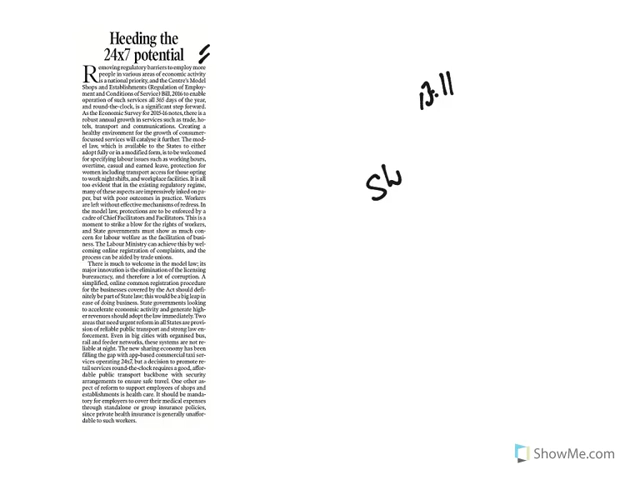 Heeding the
24x7 potential
Removing regulatory barriers to employ more
people in various areas of economic activity
is a national priority, and the Centre's Model
Shops and Establishments (Regulation of Employ-
ment and Conditions of Service) Bill, 2016 to enable
operation of such services all 365 days of the year,
and round-the-clock, is a significant step forward.
As the Economic Survey for 2015-16 notes, there is a
robust annual growth in services such as trade, ho-
tels, transport and communications. Creating a
healthy environment for the growth of consumer-
focussed services will catalyse it further. The mod-
el law, which is available to the States to either
adopt fully or in a modified form, is to be welcomed
for specifying labour issues such as working hours,
overtime, casual and earned leave, protection for
women including transport access for those opting
to work night shifts, and workplace facilities. It is all
too evident that in the existing regulatory regime,
many of these aspects are impressively inked on pa-
per, but with poor outcomes in practice. Workers
are left without effective mechanisms of redress. In
the model law, protections are to be enforced by a
cadre of Chief Facilitators and Facilitators. This is a
moment to strike a blow for the rights of workers,
and State governments must show as much con-
cern for labour welfare as the facilitation of busi-
ness. The Labour Ministry can achieve this by wel-
coming online registration of complaints, and the
process can be aided by trade unions.
There is much to welcome in the model law; its
major innovation is the elimination of the licensing
bureaucracy, and therefore a lot of corruption. A
simplified, online common registration procedure
for the businesses covered by the Act should defi-
nitely be part of State law; this would be a big leap in
ease of doing business. State governments looking
to accelerate economic activity and generate high-
er revenues should adopt the law immediately. Two
areas that need urgent reform in all States are provi-
sion of reliable public transport and strong law en-
forcement. Even in big cities with organised bus,
rail and feeder networks, these systems are not re-
liable at night. The new sharing economy has been
filling the gap with app-based commercial taxi ser-
vices operating 24x7, but a decision to promote re-
tail services round-the-clock requires a good, affor-
dable public transport backbone with security
arrangements to ensure safe travel. One other as-
pect of reform to support employees of shops and
establishments is health care. It should be manda-
tory for employers to cover their medical expenses
through standalone or group insurance policies,
since private health insurance is generally unaffor-
dable to such workers.
ShowMe.com